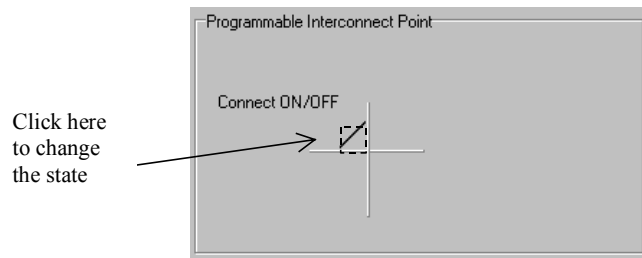 Programmable Interconnect Point
Connect ON/OFF
Click here
to change
the state